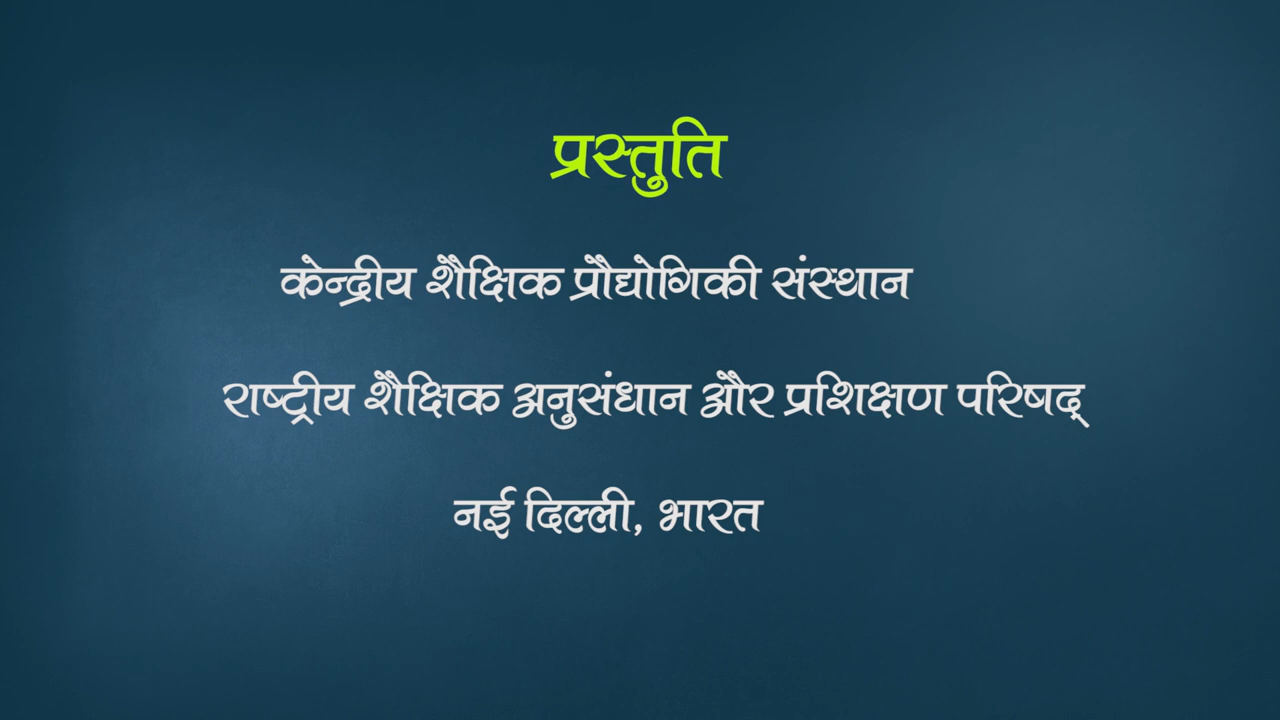 प्रस्तुति
केन्द्रीय शैक्षिक प्रौद्योगिकी संस्थान
राष्ट्रीय शैक्षिक अनुसंधान और प्रशिक्षण परिषद्
नई दिल्ली, भारत